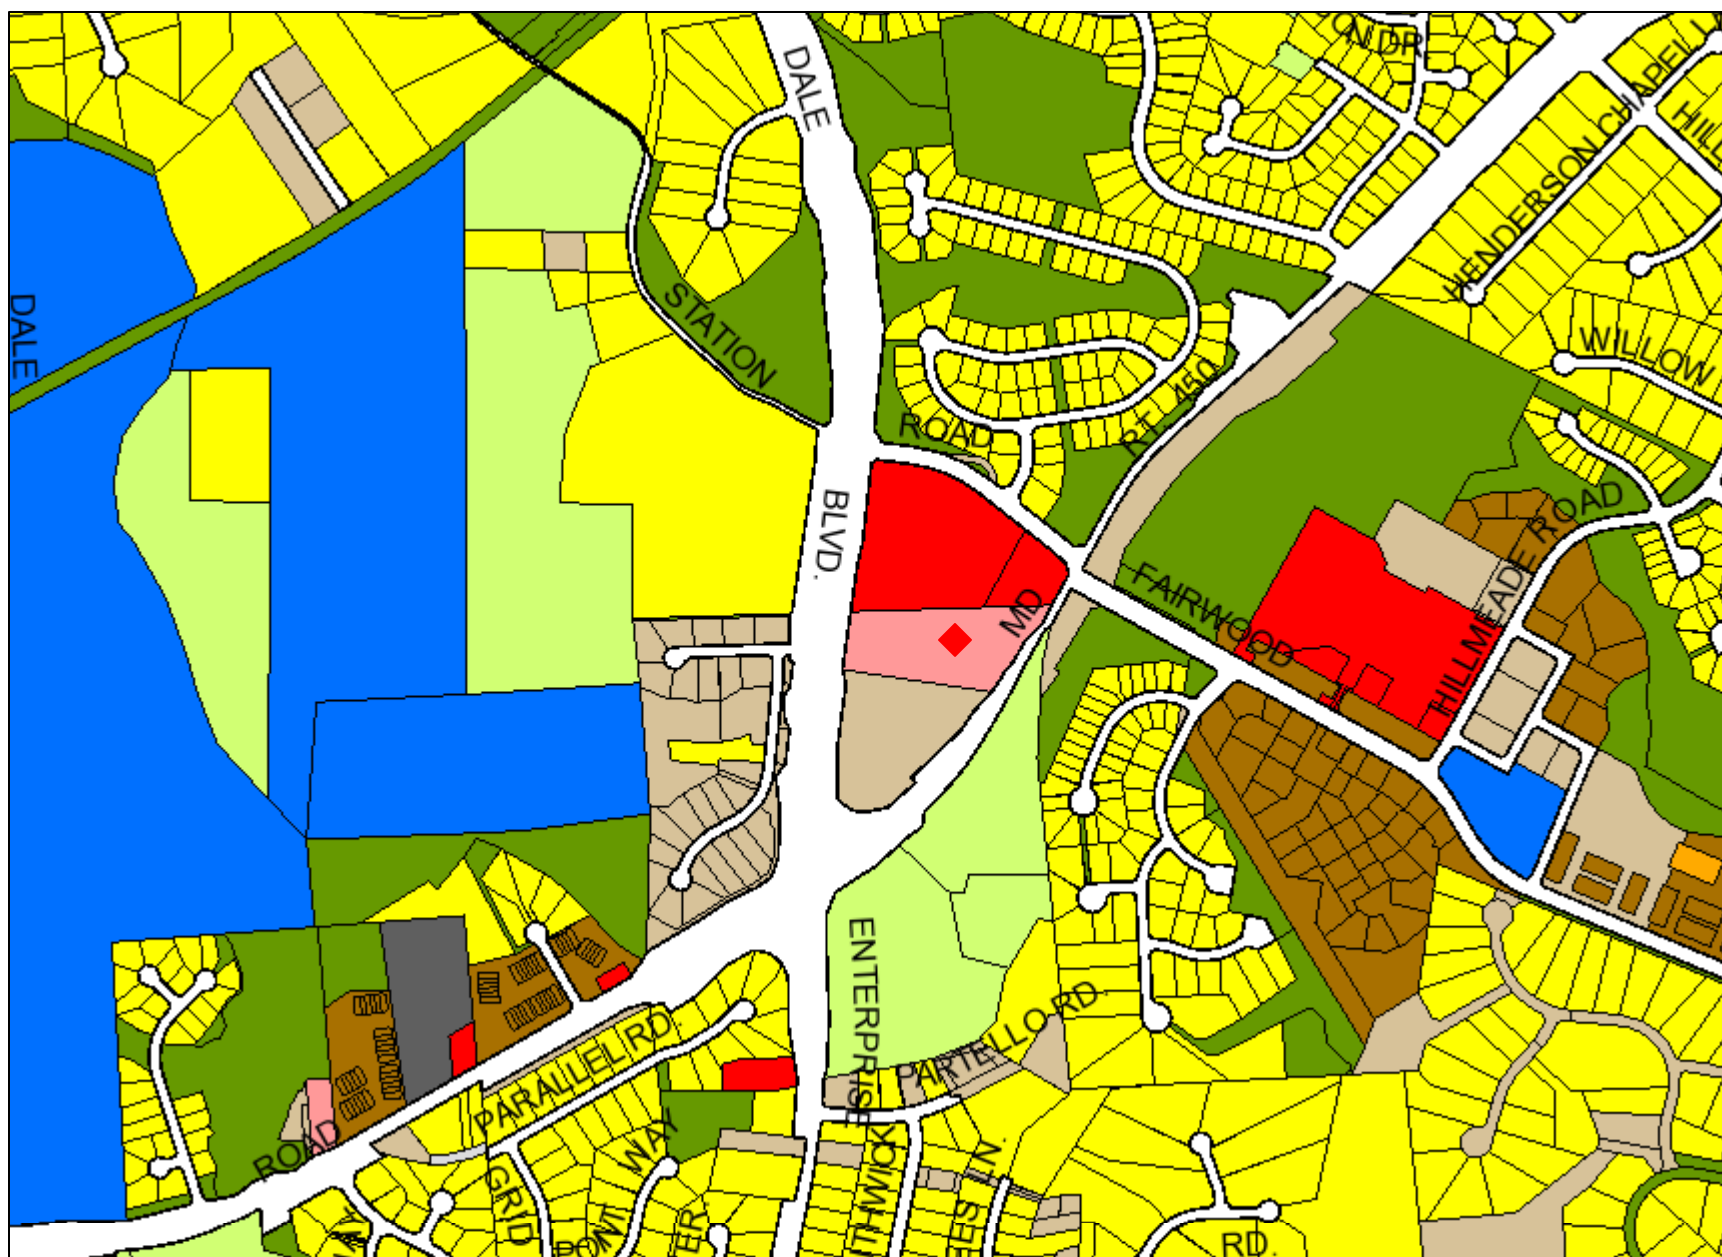 DALE
HENDERSON CHAPEL L
DALE
STATION
WILLOW
RT. 450
ROAD
BLVD.
HILLMEADE ROAD
FAIRWOOD
MD
ENTERPRISE
PARTELLO RD.
PARALLEL RD.
ROAD
WAY
GRID
PONT
RD.